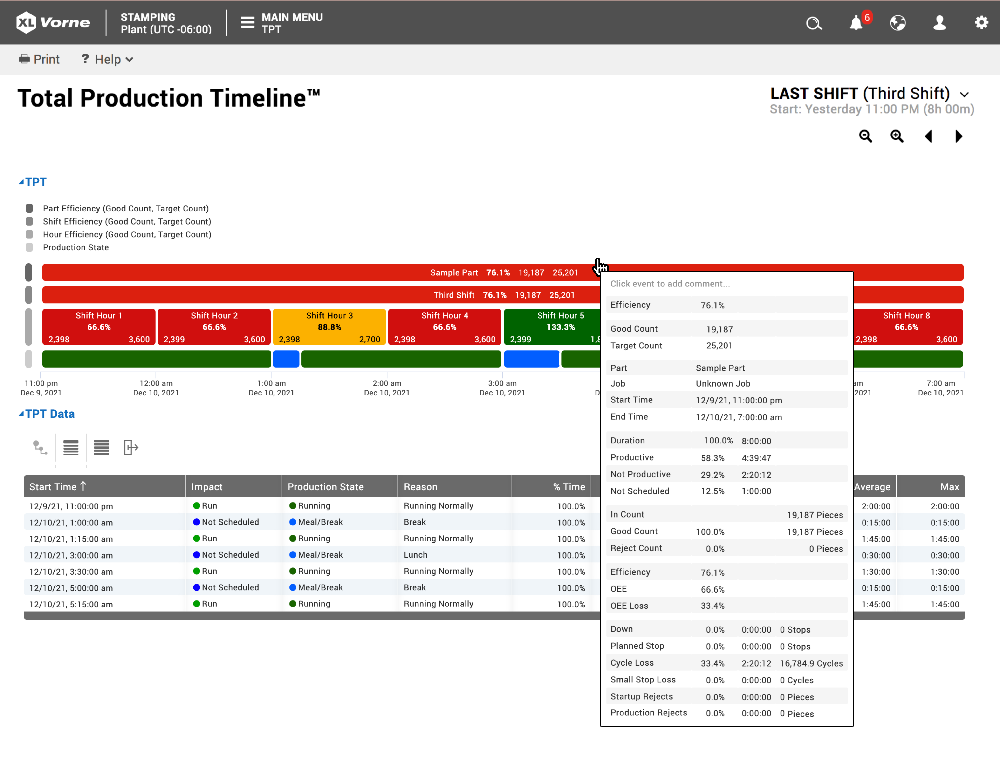 XL Vorne
STAMPING
Plant (UTC -06:00)
MAIN MENU
TPT
6
Print
? Help
Total Production Timeline™
LAST SHIFT (Third Shift)
Start: Yesterday 11:00 PM (8h 00m)
TPT
Part Efficiency (Good Count, Target Count)
Shift Efficiency (Good Count, Target Count)
Hour Efficiency (Good Count, Target Count)
Production State
Sample Part 76.1% 19,187 25,201
Third Shift 76.1% 19,187 25,201
Shift Hour 1 Shift Hour 2 Shift Hour 3 Shift Hour 4 Shift Hour 5 Shift Hour 8
66.6% 66.6% 88.8% 66.6% 133.3% 66.6%
2,398 3,600 2,399 3,600 2,398 2,700 2,398 3,600 2,399 1,8 2,398 3,600
11:00 pm 12:00 am 1:00 am 2:00 am 3:00 am am 7:00 am
Dec 9, 2021 Dec 10, 2021 Dec 10, 2021 Dec 10, 2021 Dec 10, 2021 D 2021 Dec 10, 2021
Click event to add comment...
Efficiency 76.1%
Good Count 19,187
Target Count 25,201
Part Sample Part
Job Unknown Job
Start Time 12/9/21, 11:00:00 pm
End Time 12/10/21, 7:00:00 am
Duration 100.0% 8:00:00
Productive 58.3% 4:39:47
Not Productive 29.2% 2:20:12
Not Scheduled 12.5% 1:00:00
In Count 19,187 Pieces
Good Count 100.0% 19,187 Pieces
Reject Count 0.0% 0 Pieces
Efficiency 76.1%
OEE 66.6%
OEE Loss 33.4%
Down 0.0% 0:00:00 0 Stops
Planned Stop 0.0% 0:00:00 0 Stops
Cycle Loss 33.4% 2:20:12 16,784.9 Cycles
Small Stop Loss 0.0% 0:00:00 0 Cycles
Startup Rejects 0.0% 0:00:00 0 Pieces
Production Rejects 0.0% 0:00:00 0 Pieces
TPT Data
Start Time ↑ Impact Production State Reason % Time Average Max
12/9/21, 11:00:00 pm Run Running Running Normally 100.0% 2:00:00 2:00:00
12/10/21, 1:00:00 am Not Scheduled Meal/Break Break 100.0% 0:15:00 0:15:00
12/10/21, 1:15:00 am Run Running Running Normally 100.0% 1:45:00 1:45:00
12/10/21, 3:00:00 am Not Scheduled Meal/Break Lunch 100.0% 0:30:00 0:30:00
12/10/21, 3:30:00 am Run Running Running Normally 100.0% 1:30:00 1:30:00
12/10/21, 5:00:00 am Not Scheduled Meal/Break Break 100.0% 0:15:00 0:15:00
12/10/21, 5:15:00 am Run Running Running Normally 100.0% 1:45:00 1:45:00